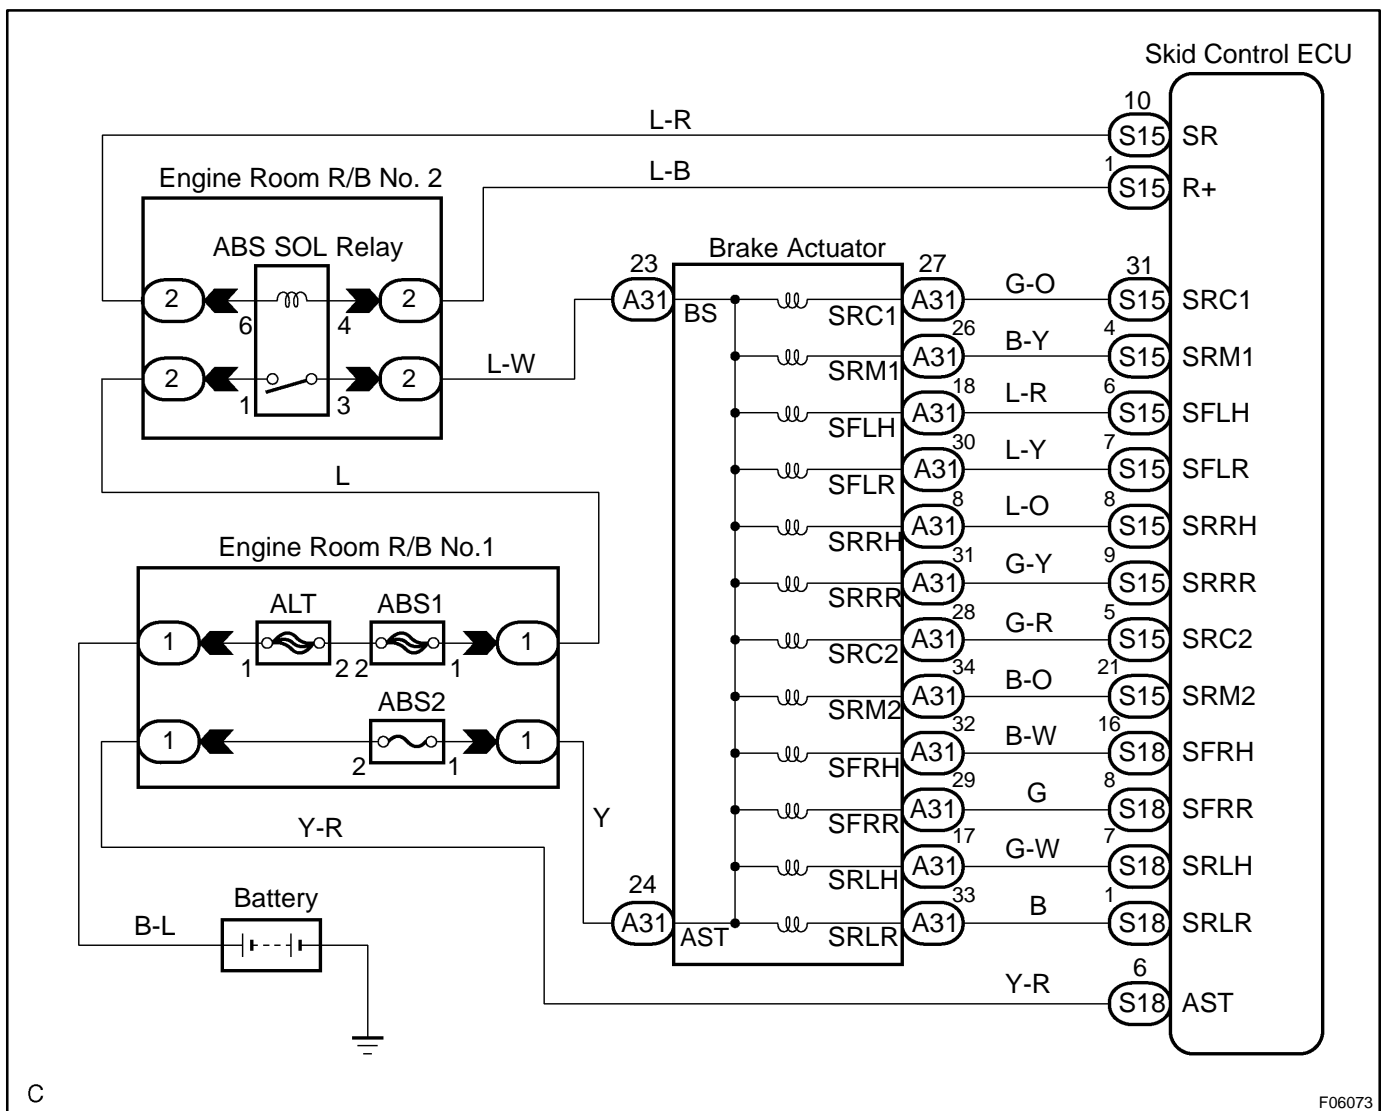 Skid Control ECU
10
L-R
S15
SR
1
L-B
S15
R+
Engine Room R/B No. 2
ABS SOL Relay
2
2
6
4
2
2
1
3
L-W
L
Brake Actuator
23
A31
BS
27
SRC1
A31
G-O
31
S15
SRC1
26
SRM1
A31
B-Y
4
S15
SRM1
18
SFLH
A31
L-R
6
S15
SFLH
30
SFLR
A31
L-Y
7
S15
SFLR
8
SRRH
A31
L-O
8
S15
SRRH
31
SRRR
A31
G-Y
9
S15
SRRR
28
SRC2
A31
G-R
5
S15
SRC2
34
SRM2
A31
B-O
21
S15
SRM2
32
SFRH
A31
B-W
16
S18
SFRH
29
SFRR
A31
G
8
S18
SFRR
17
SRLH
A31
G-W
7
S18
SRLH
24
A31
AST
33
SRLR
A31
B
1
S18
SRLR
Engine Room R/B No.1
ALT
ABS1
1
1
1
2
2
1
ABS2
1
1
2
1
Y
Y-R
Battery
B-L
Y-R
6
S18
AST
C
F06073